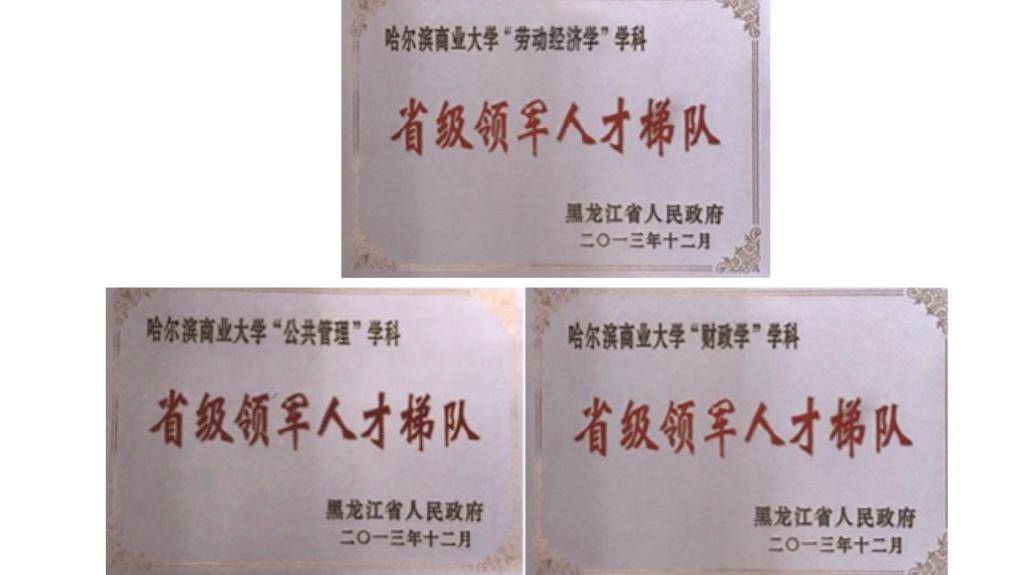 哈尔滨商业大学“劳动经济学”学科
省级领军人才梯队
黑龙江省人民政府
二〇一三年十二月
哈尔滨商业大学“公共管理”学科
省级领军人才梯队
黑龙江省人民政府
二〇一三年十二月
哈尔滨商业大学“财政学”学科
省级领军人才梯队
黑龙江省人民政府
二〇一三年十二月